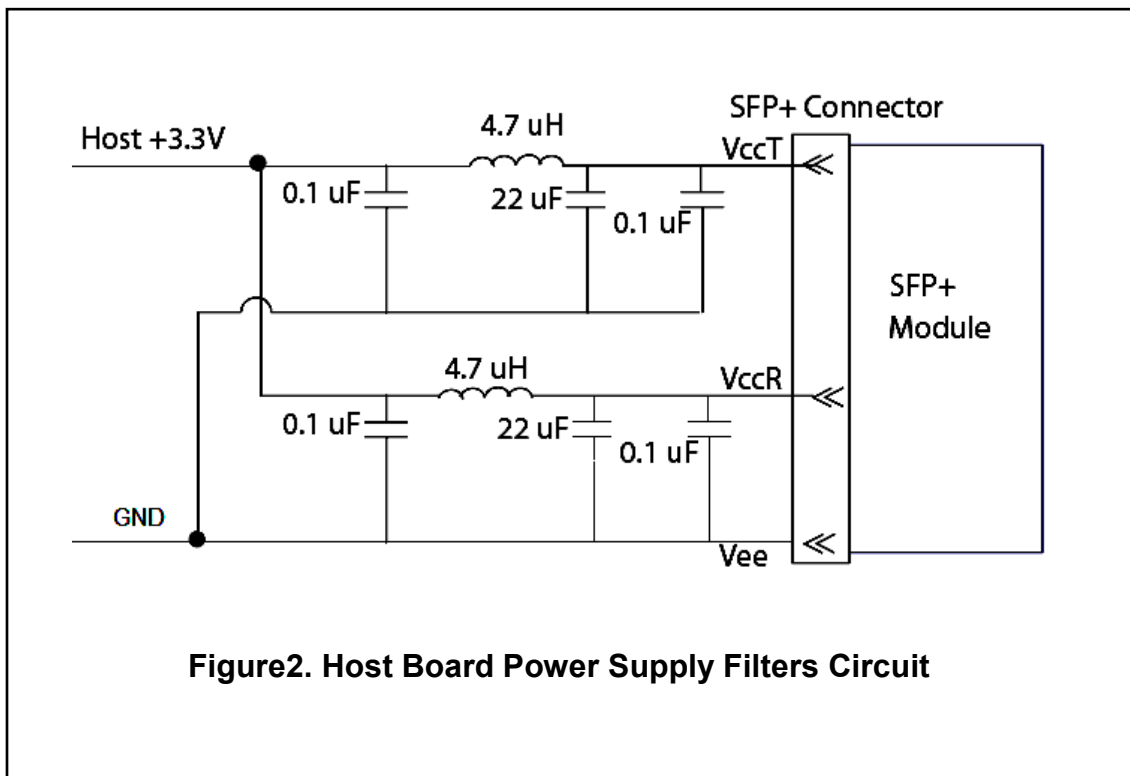 SFP+ Connector
Host +3.3V
4.7 uH
VccT
0.1 uF
22 uF
0.1 uF
SFP+
Module
4.7 uH
VccR
0.1 uF
22 uF
0.1 uF
GND
Vee
Figure2. Host Board Power Supply Filters Circuit